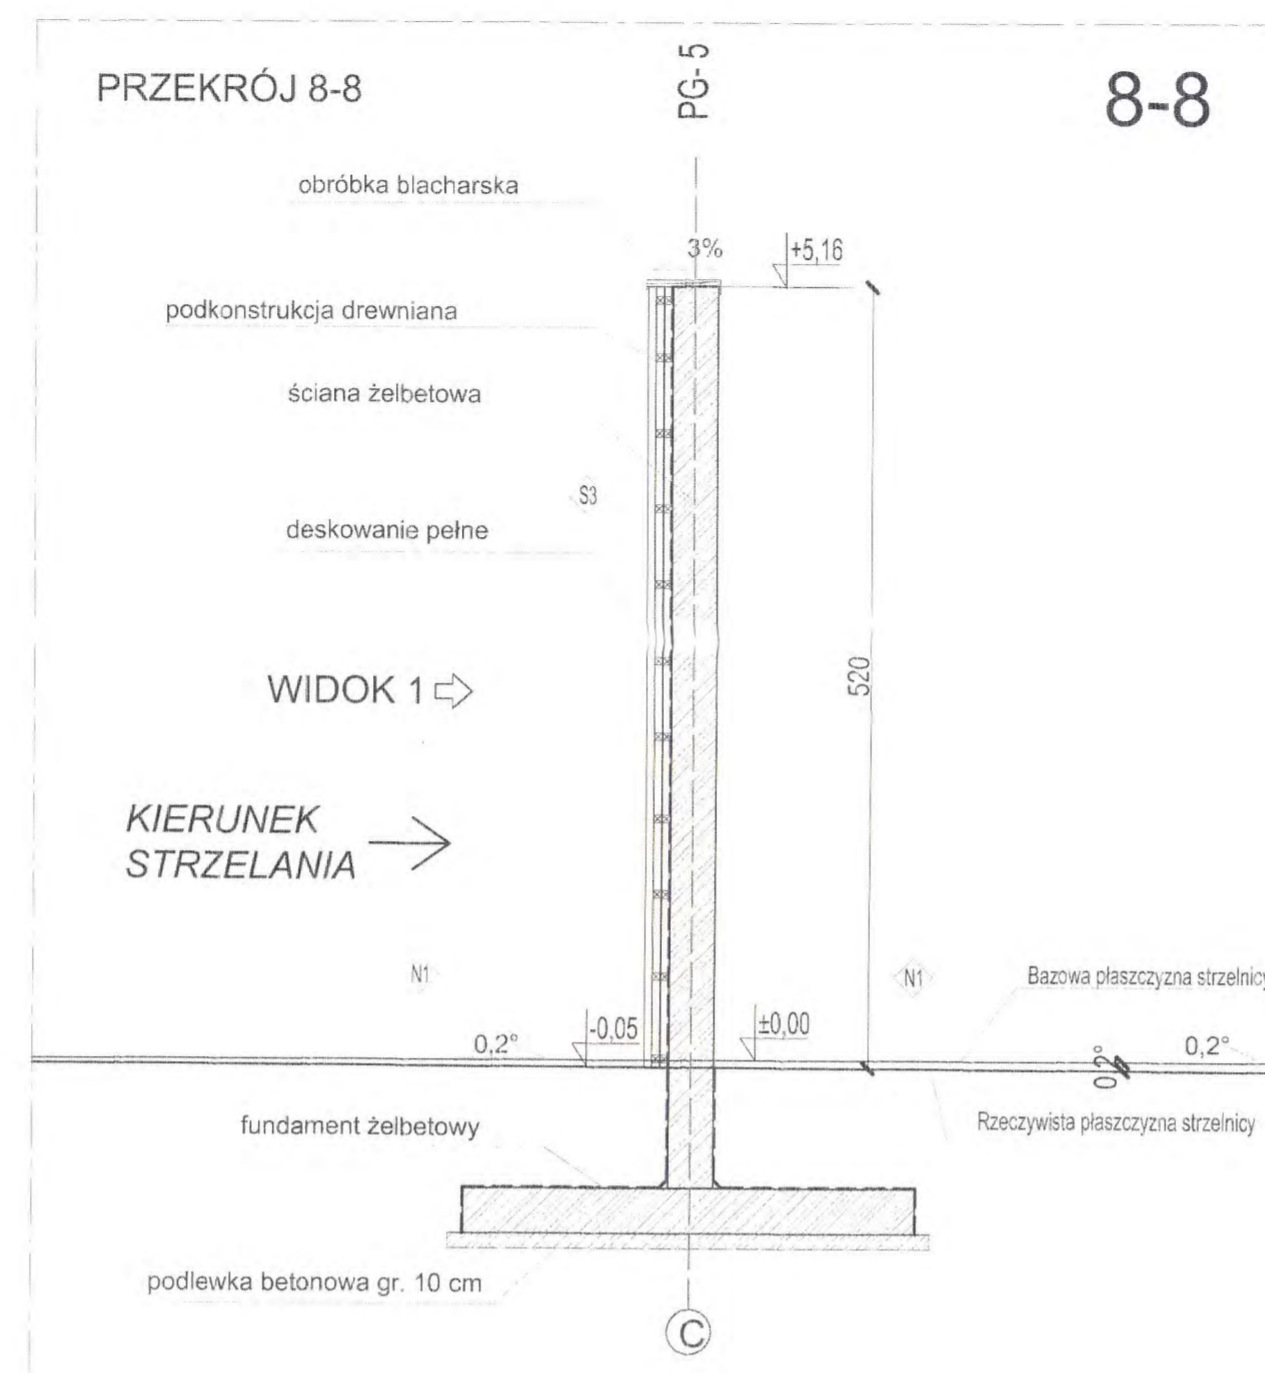 PG-5
PRZEKRÓJ 8-8
8-8
obróbka blacharska
3%
+5,16
podkonstrukcja drewniana
ściana żelbetowa
S3
deskowanie pełne
520
WIDOK 1
KIERUNEK
STRZELANIA
N1
N1
Bazowa płaszczyzna strzelnicy
0,2°
-0,05
±0,00
0,2°
0,2°
fundament żelbetowy
Rzeczywista płaszczyzna strzelnicy
podlewka betonowa gr. 10 cm
C